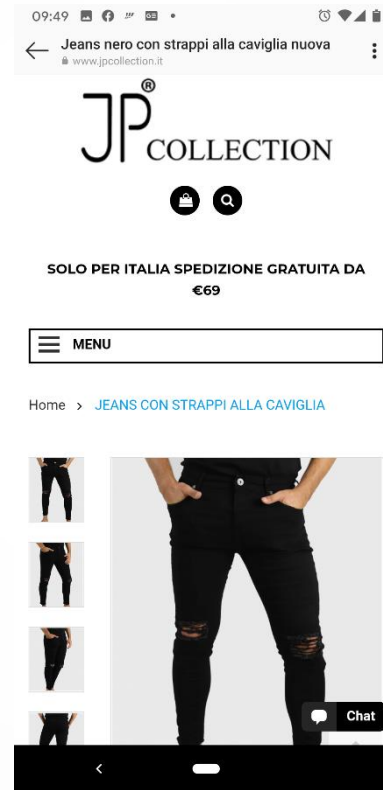 09:49
Jeans nero con strappi alla caviglia nuova
www.jpcollection.it
JP® COLLECTION
SOLO PER ITALIA SPEDIZIONE GRATUITA DA
€69
MENU
Home > JEANS CON STRAPPI ALLA CAVIGLIA
Chat